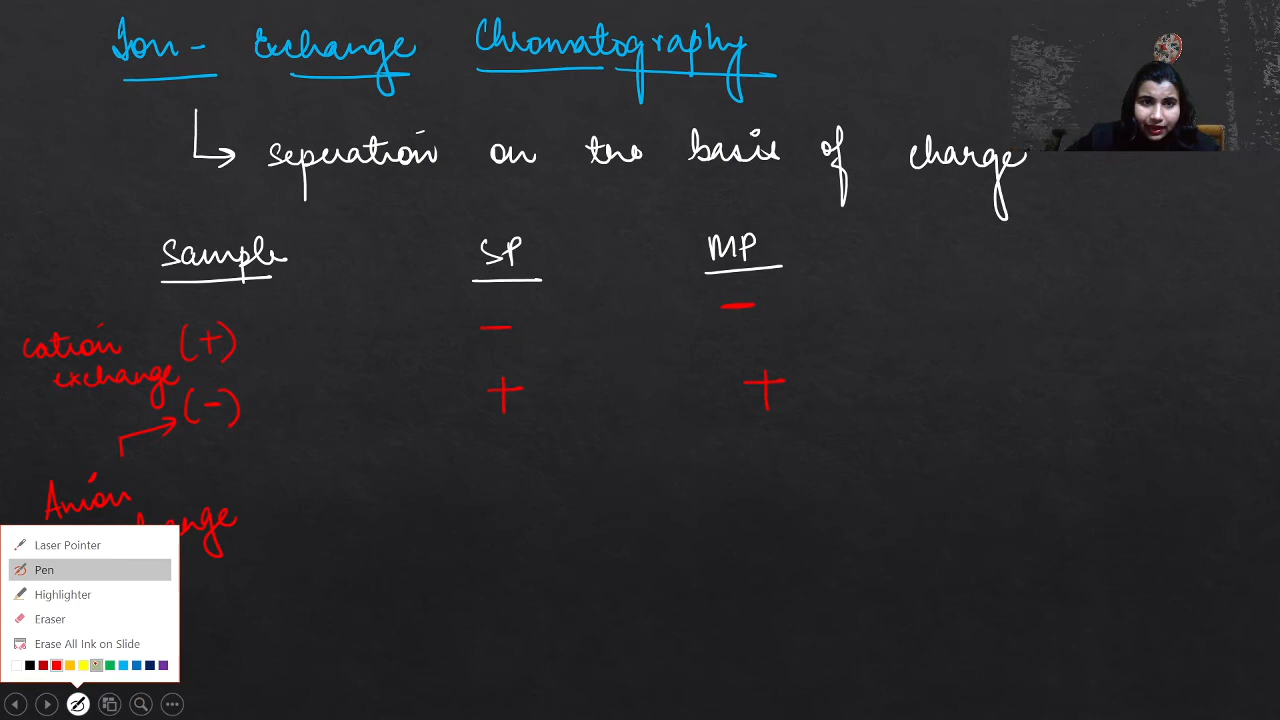 Ion- Exchange Chromatography
↳ seperation on the basis of charge
Sample SP MP
cation exchange (+) − −
(−) + +
Anion
Laser Pointer
Pen
Highlighter
Eraser
Erase All Ink on Slide